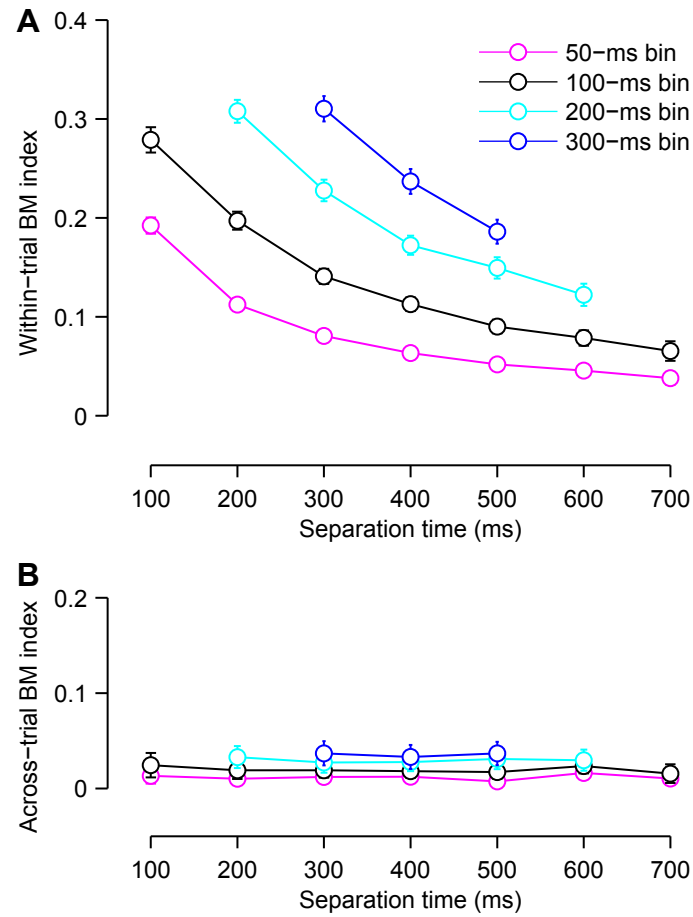 A
0.4
50−ms bin
100−ms bin
200−ms bin
300−ms bin
0.3
0.2
0.1
0
Within−trial BM index
100 200 300 400 500 600 700
Separation time (ms)
B
0.2
0.1
0
Across−trial BM index
100 200 300 400 500 600 700
Separation time (ms)